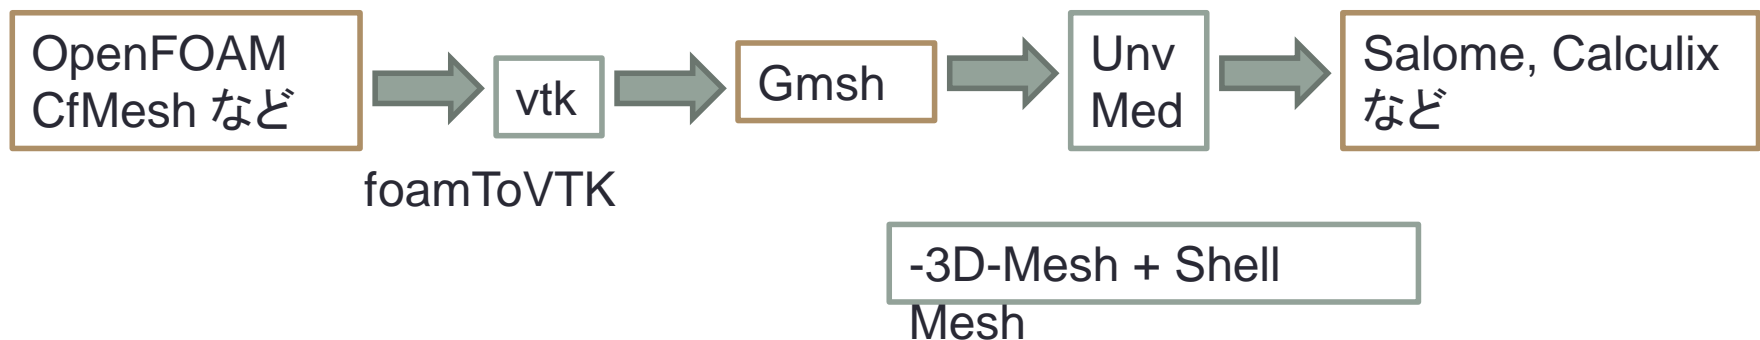 OpenFOAM
CfMesh など
vtk
Gmsh
Unv
Med
Salome, Calculix
など
foamToVTK
-3D-Mesh + Shell
Mesh